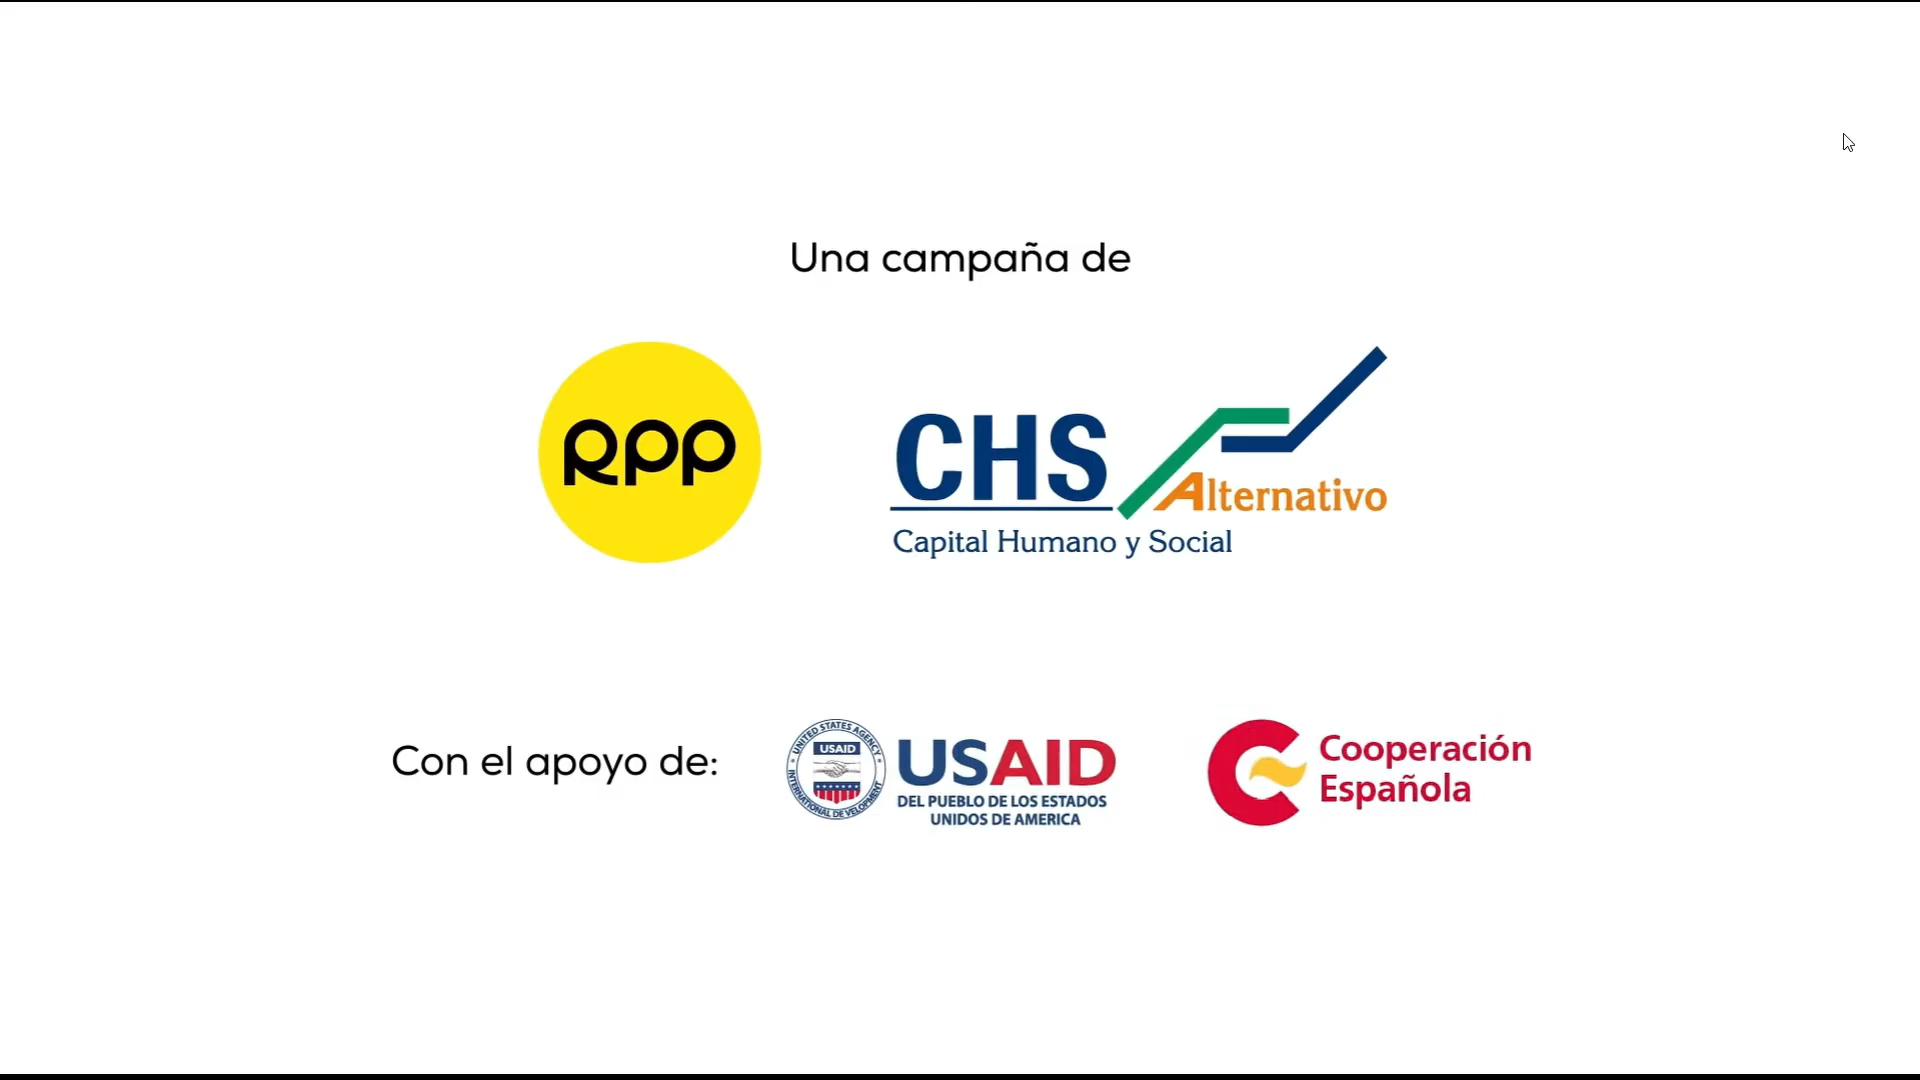 Una campaña de
RPP
CHS
Alternativo
Capital Humano y Social
Con el apoyo de:
UNITED STATES AGENCY
USAID
INTERNATIONAL DEVELOPMENT
USAID
DEL PUEBLO DE LOS ESTADOS
UNIDOS DE AMERICA
Cooperación
Española